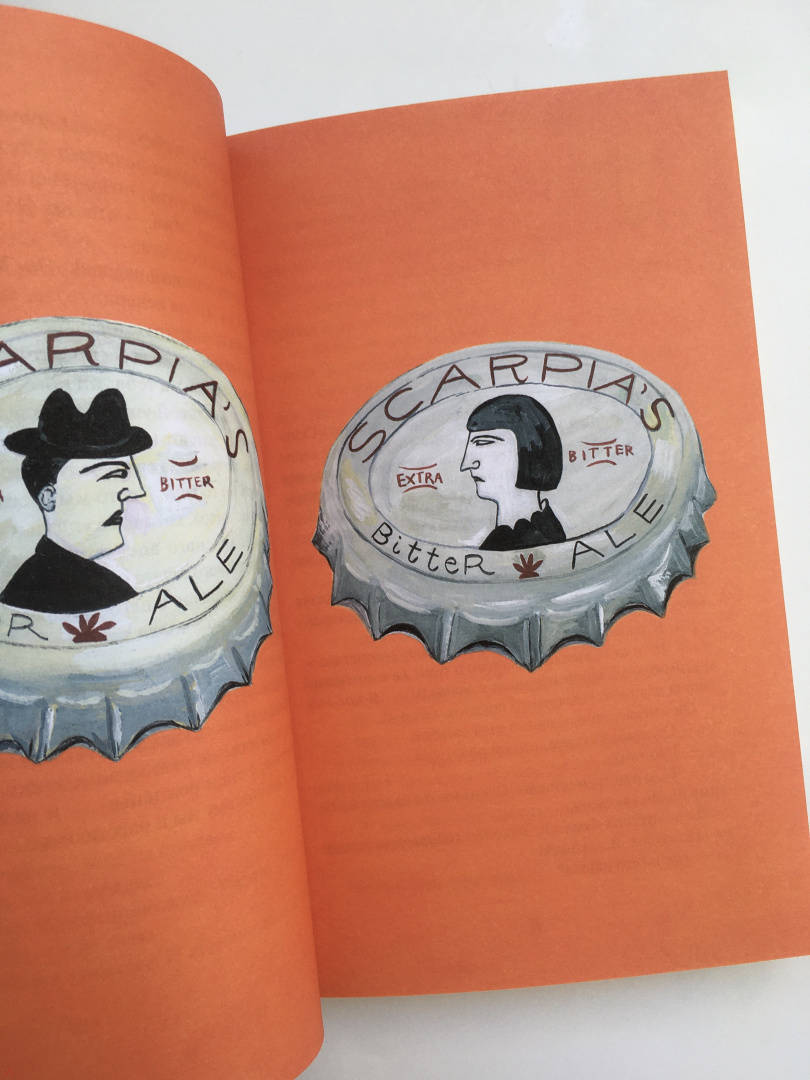 ARPIA'S
BITTER
R ALE
SCARPIA'S
EXTRA
BITTER
BitteR ALE